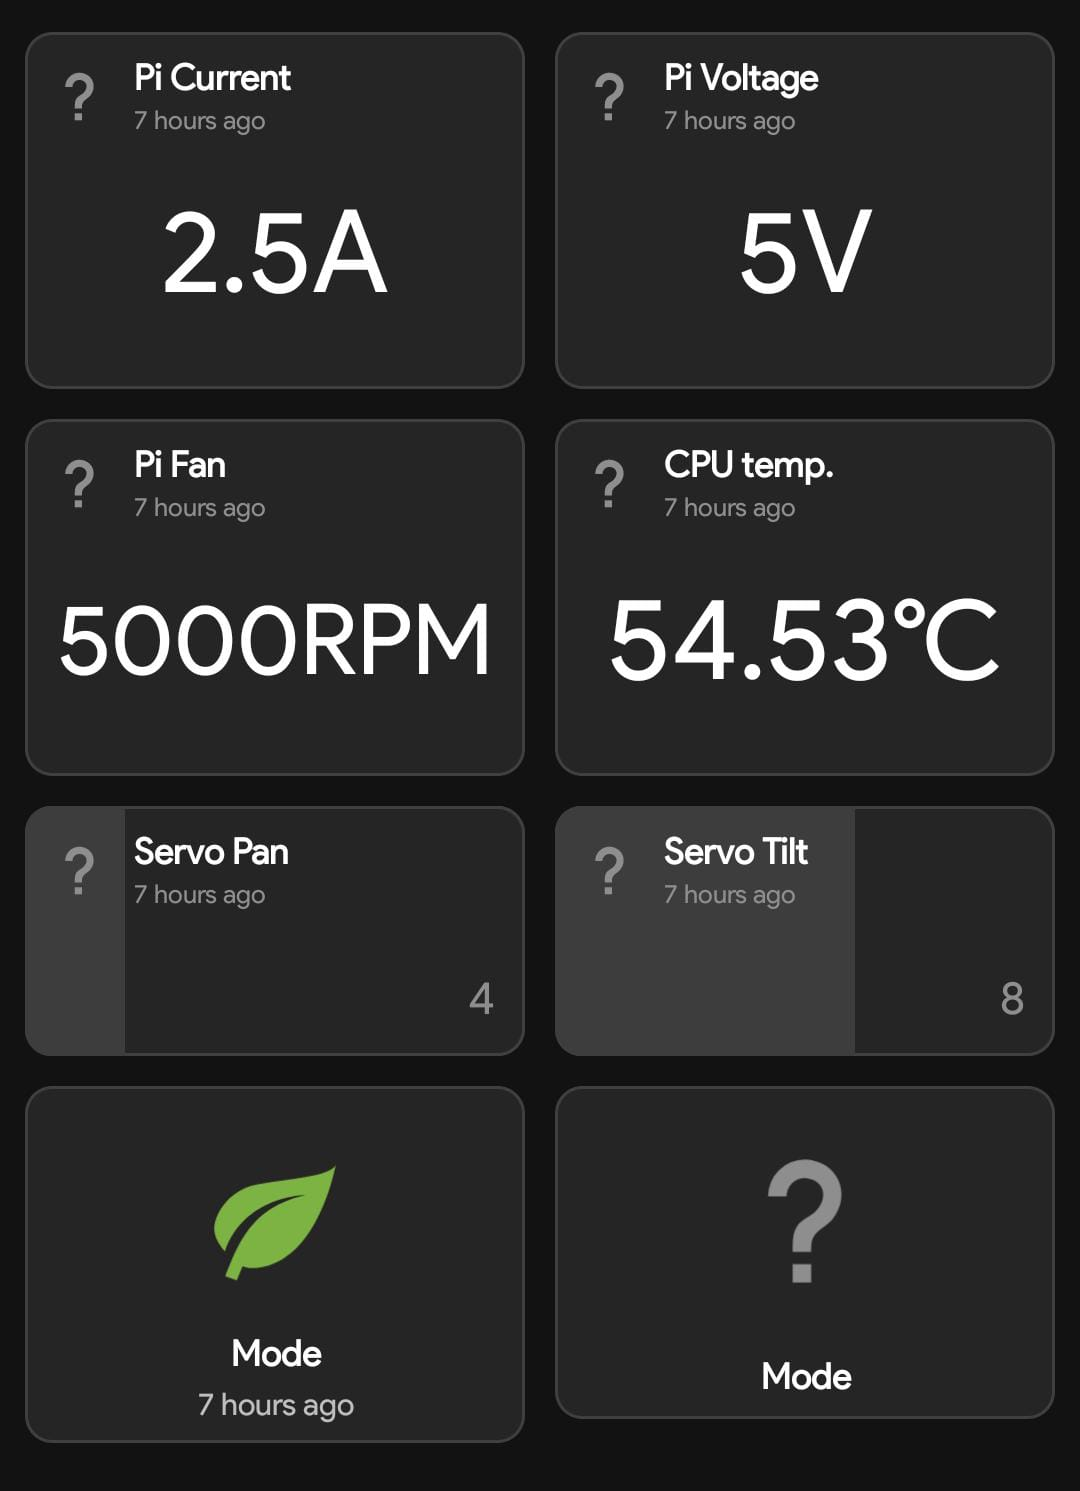 Pi Current
7 hours ago
2.5A
Pi Voltage
7 hours ago
5V
Pi Fan
7 hours ago
5000RPM
CPU temp.
7 hours ago
54.53°C
Servo Pan
7 hours ago
4
Servo Tilt
7 hours ago
8
Mode
7 hours ago
Mode